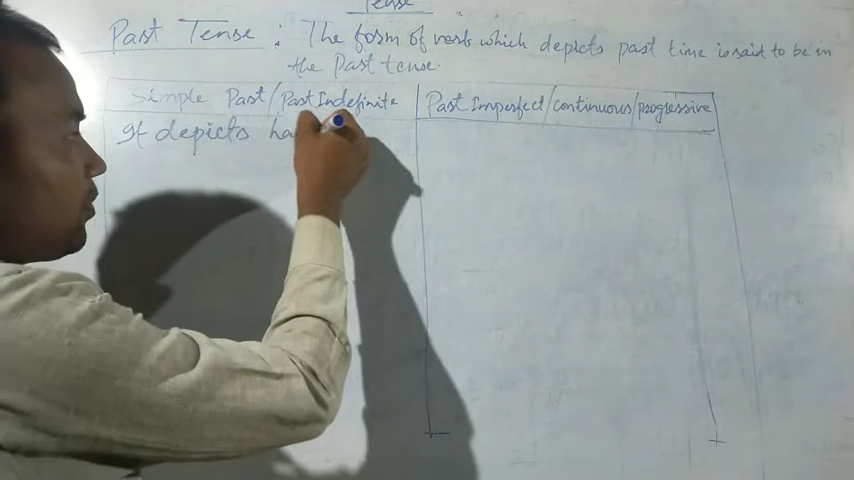 Tense
Past Tense : The form of verb which depicts past time is said to be in
the Past tense.
Simple Past/Past Indefinite
Past Imperfect/continuous/progressive
It depicts ha